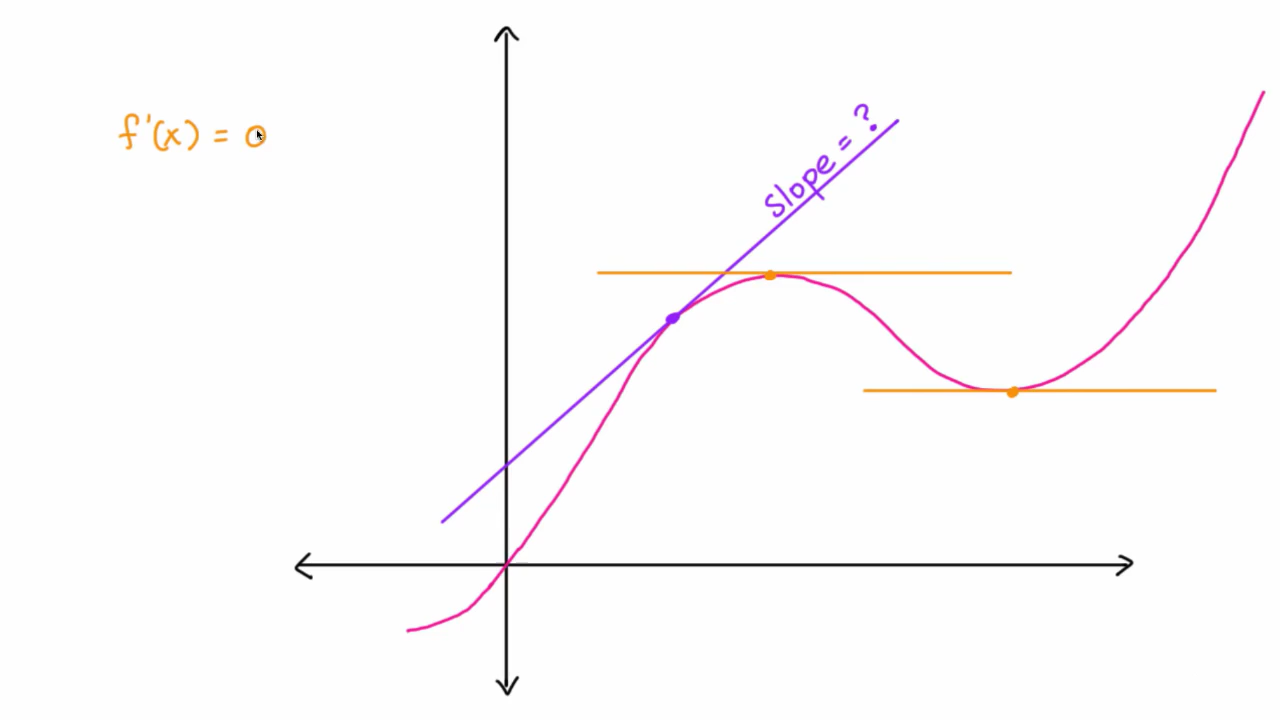 f'(x) = 0
Slope = ?